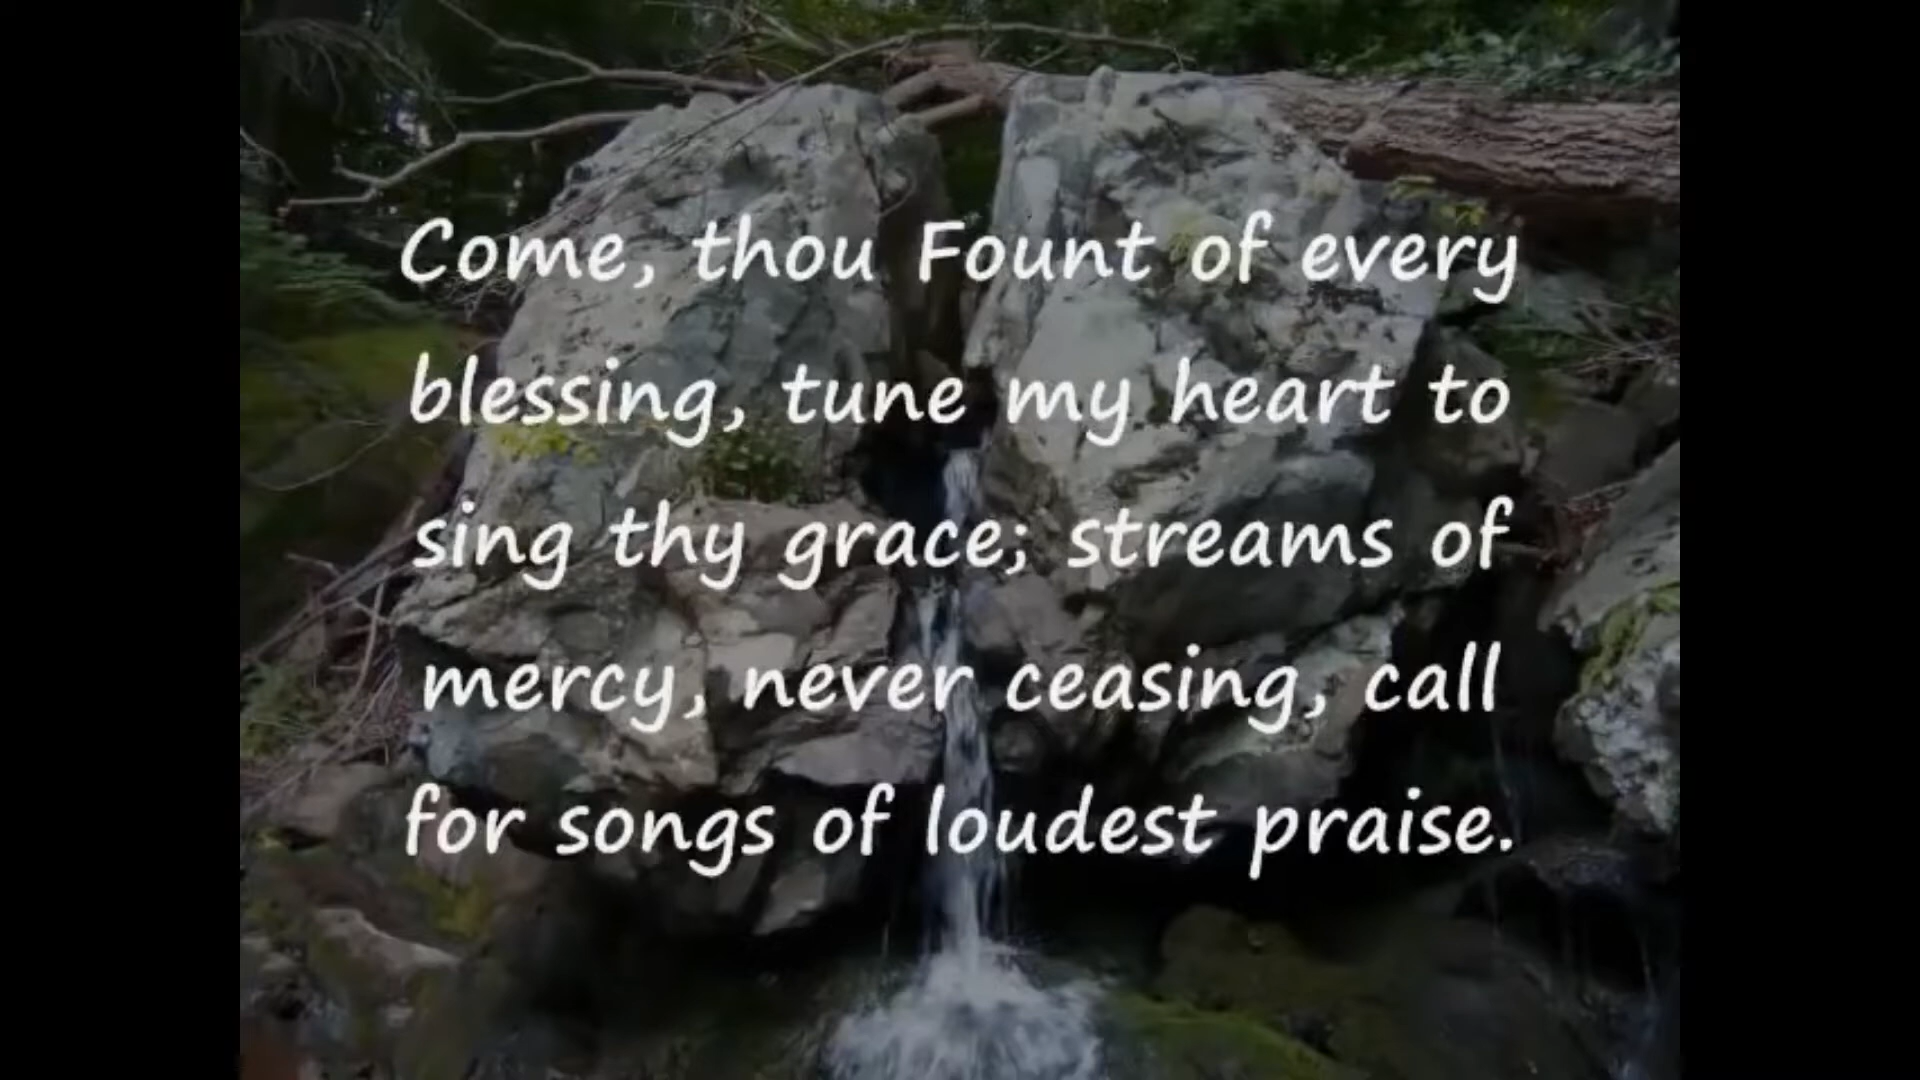 Come, thou Fount of every
blessing, tune my heart to
sing thy grace; streams of
mercy, never ceasing, call
for songs of loudest praise.